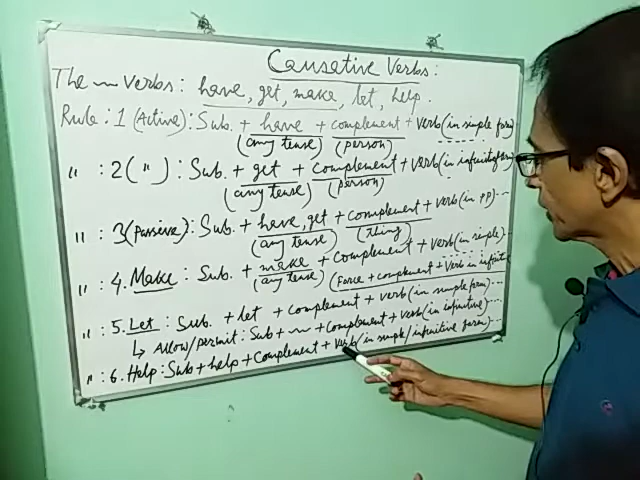 Causative Verbs:
The ~ verbs: have, get, make, let, help.
Rule: 1 (Active): Sub. + have + complement + verb (in simple form)
(any tense) (person)
" : 2 ( " ) : Sub. + get + complement + verb (in infinitive form)
(any tense) (person)
" : 3 (Passive): Sub. + have, get + complement + verb (in PP) ...
(any tense) (thing)
" : 4. Make: Sub. + make + complement + verb (in simple) ...
(any tense) (Force + complement + verb in infinitive
" : 5. Let: Sub. + let + complement + verb (in simple form) ...
↳ Allow/permit: Sub + ~ + complement + verb (in infinitive) ...
" : 6. Help: Sub + help + Complement + verb (in simple/infinitive form) ...